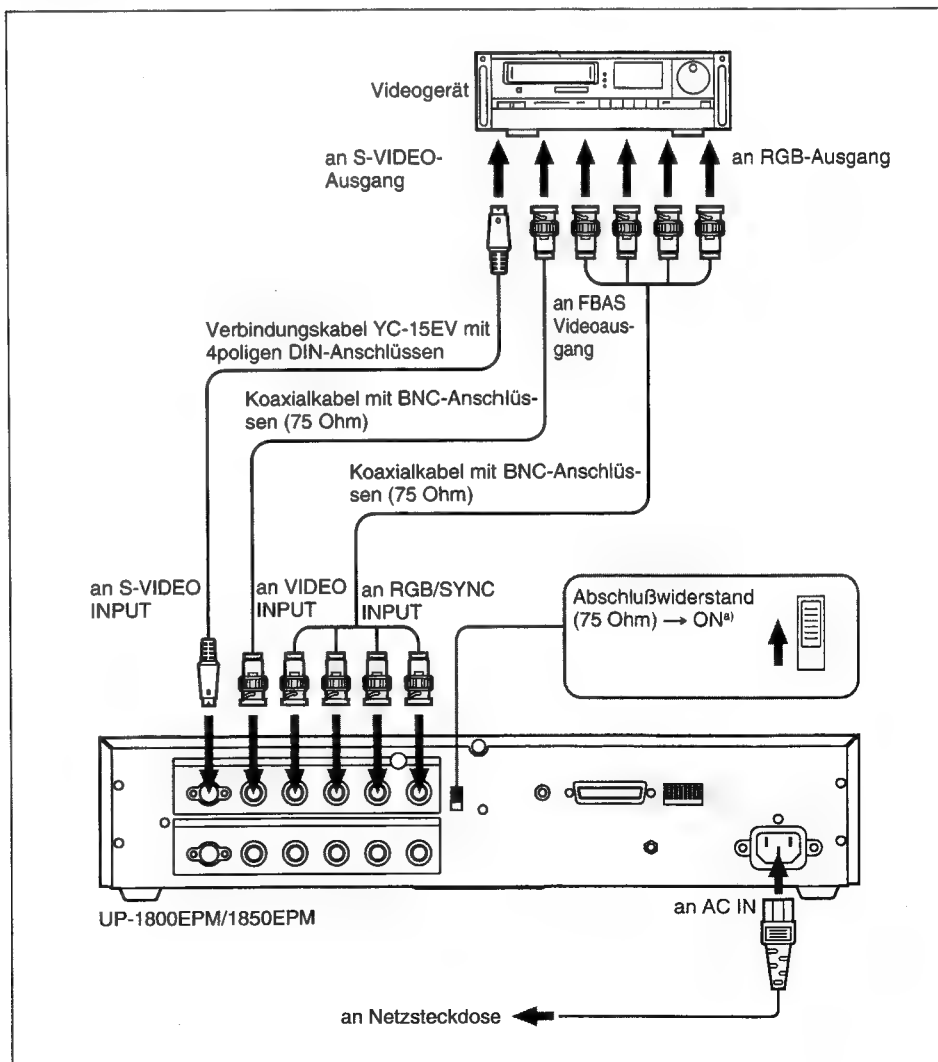 Videogerät
an S-VIDEO-
Ausgang
an RGB-Ausgang
an FBAS
Videoaus-
gang
Verbindungskabel YC-15EV mit
4poligen DIN-Anschlüssen
Koaxialkabel mit BNC-Anschlüs-
sen (75 Ohm)
Koaxialkabel mit BNC-Anschlüs-
sen (75 Ohm)
an S-VIDEO
INPUT
an VIDEO
INPUT
an RGB/SYNC
INPUT
Abschlußwiderstand
(75 Ohm) → ONa)
UP-1800EPM/1850EPM
an AC IN
an Netzsteckdose